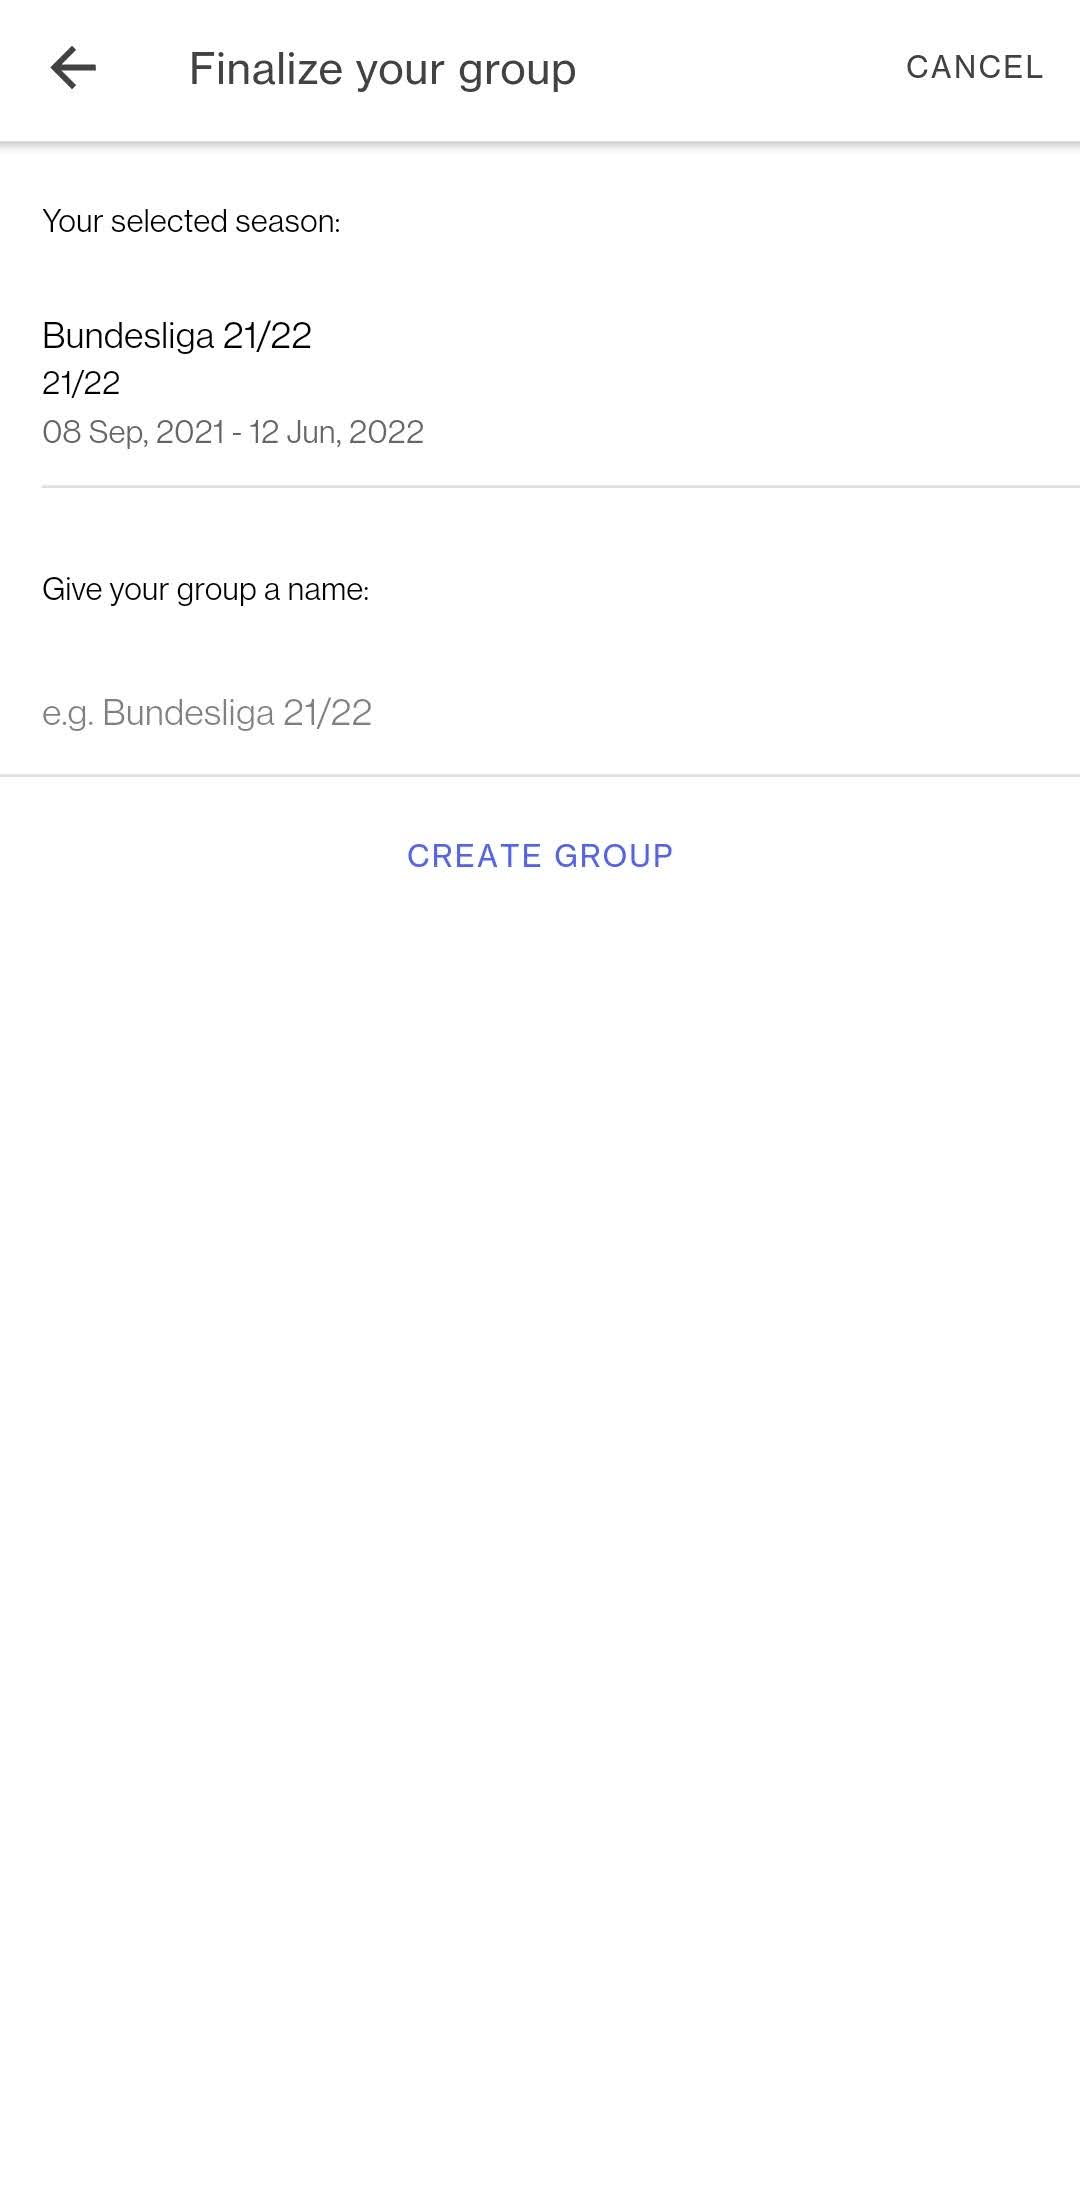 Finalize your group
CANCEL
Your selected season:
Bundesliga 21/22
21/22
08 Sep, 2021 - 12 Jun, 2022
Give your group a name:
e.g. Bundesliga 21/22
CREATE GROUP